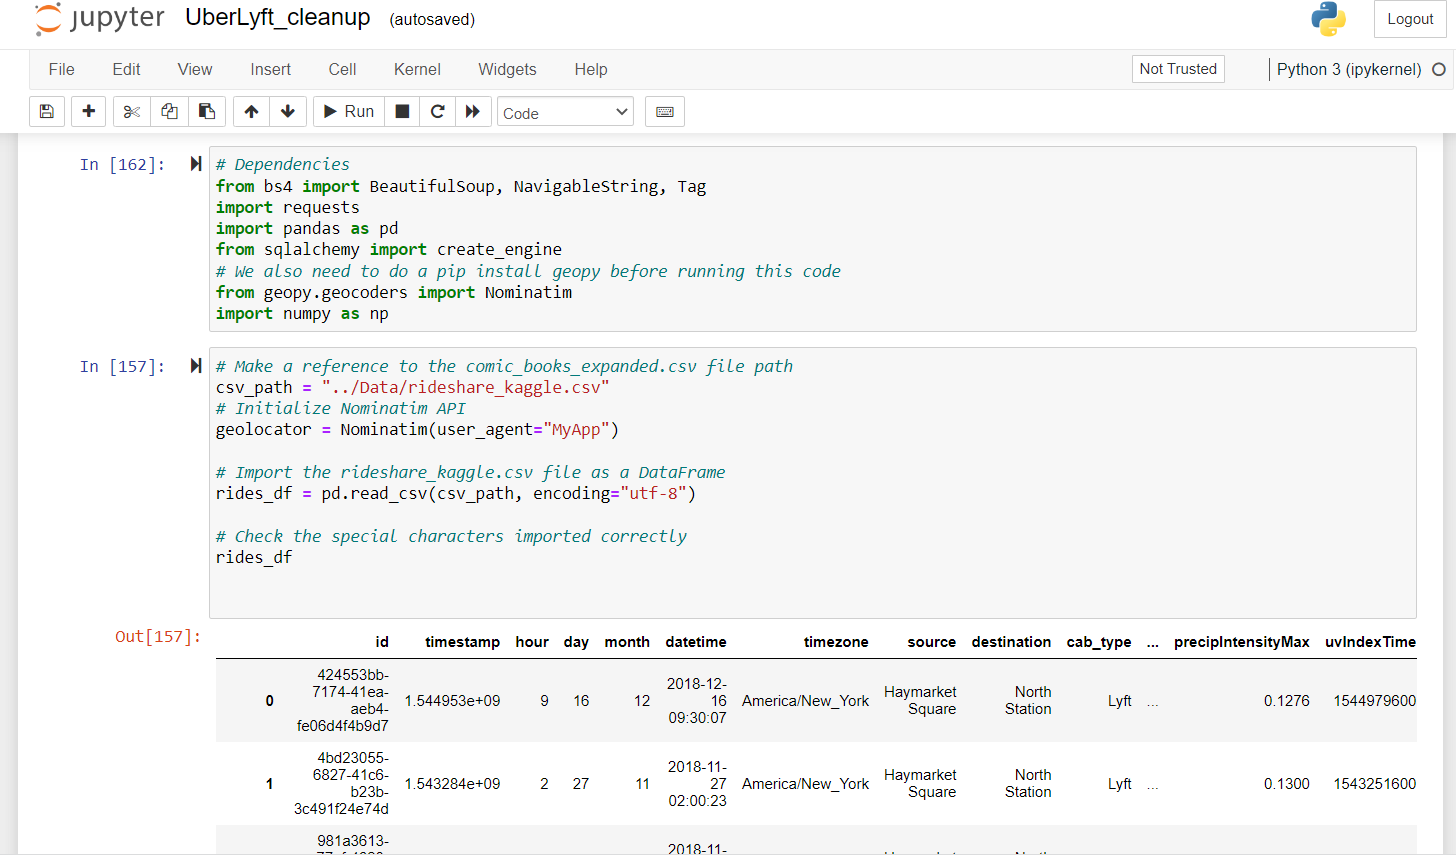 jupyter UberLyft_cleanup (autosaved) Logout
File Edit View Insert Cell Kernel Widgets Help Not Trusted Python 3 (ipykernel)
Run Code
In [162]:
# Dependencies
from bs4 import BeautifulSoup, NavigableString, Tag
import requests
import pandas as pd
from sqlalchemy import create_engine
# We also need to do a pip install geopy before running this code
from geopy.geocoders import Nominatim
import numpy as np
In [157]:
# Make a reference to the comic_books_expanded.csv file path
csv_path = "../Data/rideshare_kaggle.csv"
# Initialize Nominatim API
geolocator = Nominatim(user_agent="MyApp")
# Import the rideshare_kaggle.csv file as a DataFrame
rides_df = pd.read_csv(csv_path, encoding="utf-8")
# Check the special characters imported correctly
rides_df
Out[157]:
id timestamp hour day month datetime timezone source destination cab_type ... precipIntensityMax uvIndexTime
0
424553bb-
7174-41ea-
aeb4-
fe06d4f4b9d7
1.544953e+09 9 16 12
2018-12-
16
09:30:07
America/New_York
Haymarket
Square
North
Station
Lyft ... 0.1276 1544979600
1
4bd23055-
6827-41c6-
b23b-
3c491f24e74d
1.543284e+09 2 27 11
2018-11-
27
02:00:23
America/New_York
Haymarket
Square
North
Station
Lyft ... 0.1300 1543251600
981a3613-
2018-11-